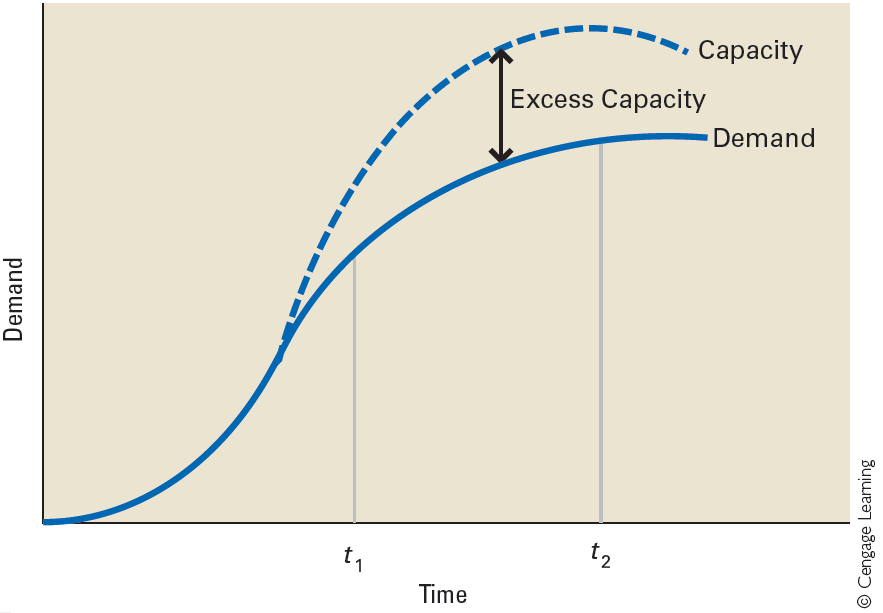 Capacity
Excess Capacity
Demand
Demand
t1
t2
Time
© Cengage Learning